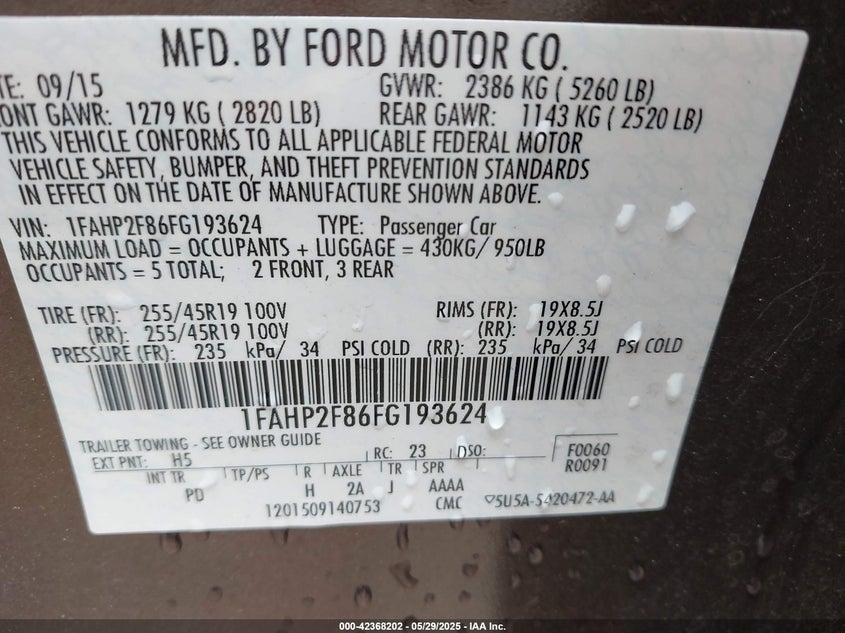 MFD. BY FORD MOTOR CO.
TE: 09/15 GVWR: 2386 KG ( 5260 LB)
ONT GAWR: 1279 KG ( 2820 LB) REAR GAWR: 1143 KG ( 2520 LB)
THIS VEHICLE CONFORMS TO ALL APPLICABLE FEDERAL MOTOR
VEHICLE SAFETY, BUMPER, AND THEFT PREVENTION STANDARDS
IN EFFECT ON THE DATE OF MANUFACTURE SHOWN ABOVE.
VIN: 1FAHP2F86FG193624 TYPE: Passenger Car
MAXIMUM LOAD = OCCUPANTS + LUGGAGE = 430KG/ 950LB
OCCUPANTS = 5 TOTAL; 2 FRONT, 3 REAR
TIRE (FR): 255/45R19 100V RIMS (FR): 19X8.5J
(RR): 255/45R19 100V (RR): 19X8.5J
PRESSURE (FR): 235 kPa/ 34 PSI COLD (RR): 235 kPa/ 34 PSI COLD
1FAHP2F86FG193624
TRAILER TOWING - SEE OWNER GUIDE
EXT PNT: H5 RC: 23 DSO: F0060
R0091
INT TR TP/PS R AXLE TR SPR
PD H 2A J AAAA
1201509140753 CMC 5U5A-5420472-AA
000-42368202 - 05/29/2025 - IAA Inc.